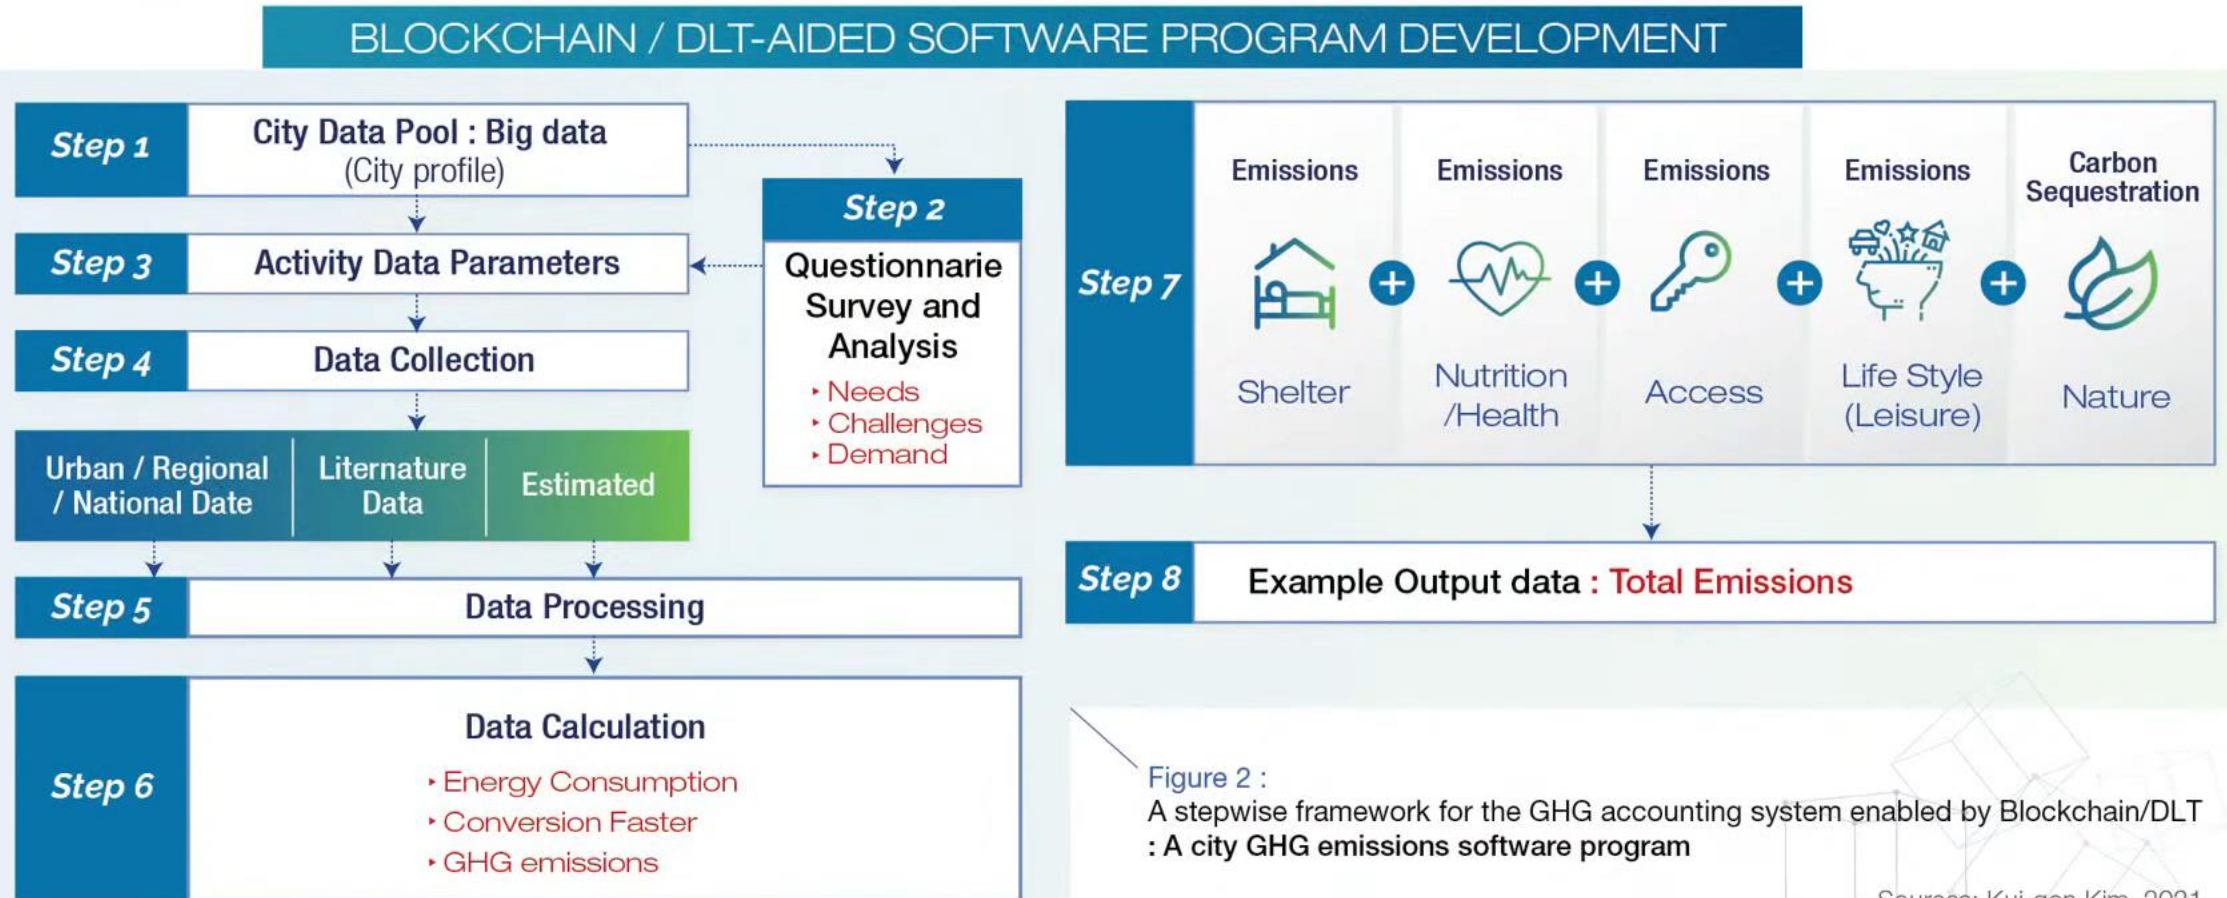 BLOCKCHAIN / DLT-AIDED SOFTWARE PROGRAM DEVELOPMENT
Step 1
City Data Pool : Big data
(City profile)
Step 2
Questionnarie
Survey and
Analysis
‣ Needs
‣ Challenges
‣ Demand
Step 3
Activity Data Parameters
Step 4
Data Collection
Urban / Regional
/ National Date
Liternature
Data
Estimated
Step 5
Data Processing
Step 6
Data Calculation
‣ Energy Consumption
‣ Conversion Faster
‣ GHG emissions
Step 7
Emissions
Shelter
Emissions
Nutrition
/Health
Emissions
Access
Emissions
Life Style
(Leisure)
Carbon
Sequestration
Nature
Step 8
Example Output data : Total Emissions
Figure 2 :
A stepwise framework for the GHG accounting system enabled by Blockchain/DLT
: A city GHG emissions software program
Sources: Kui-gon Kim, 2021